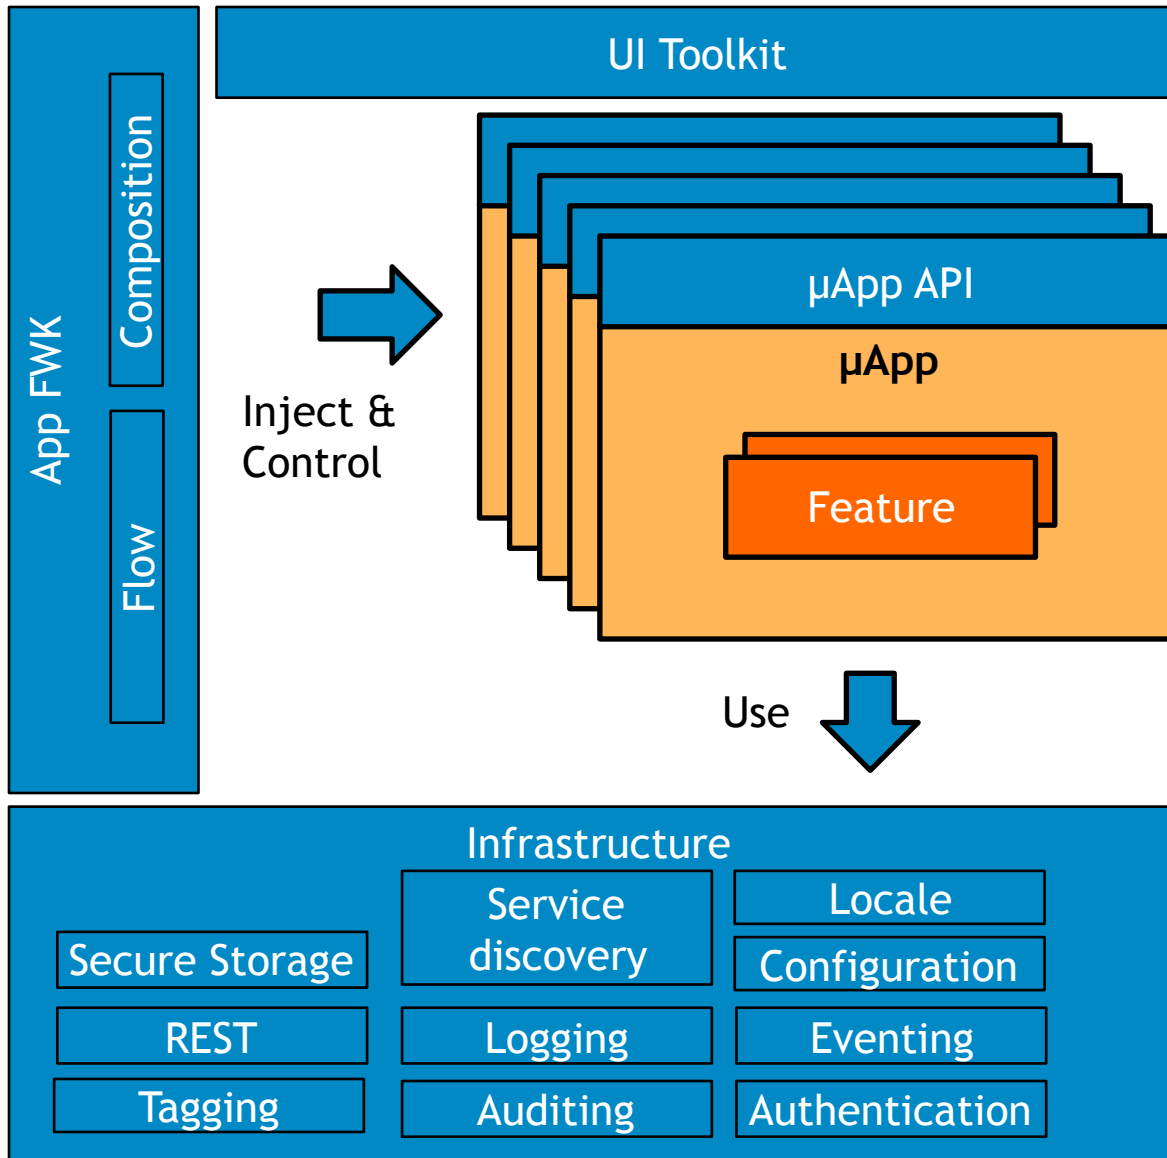 UI Toolkit
App FWK
Composition
Flow
Inject &
Control
µApp API
µApp
Feature
Use
Infrastructure
Service
discovery
Locale
Secure Storage
Configuration
REST
Logging
Eventing
Tagging
Auditing
Authentication